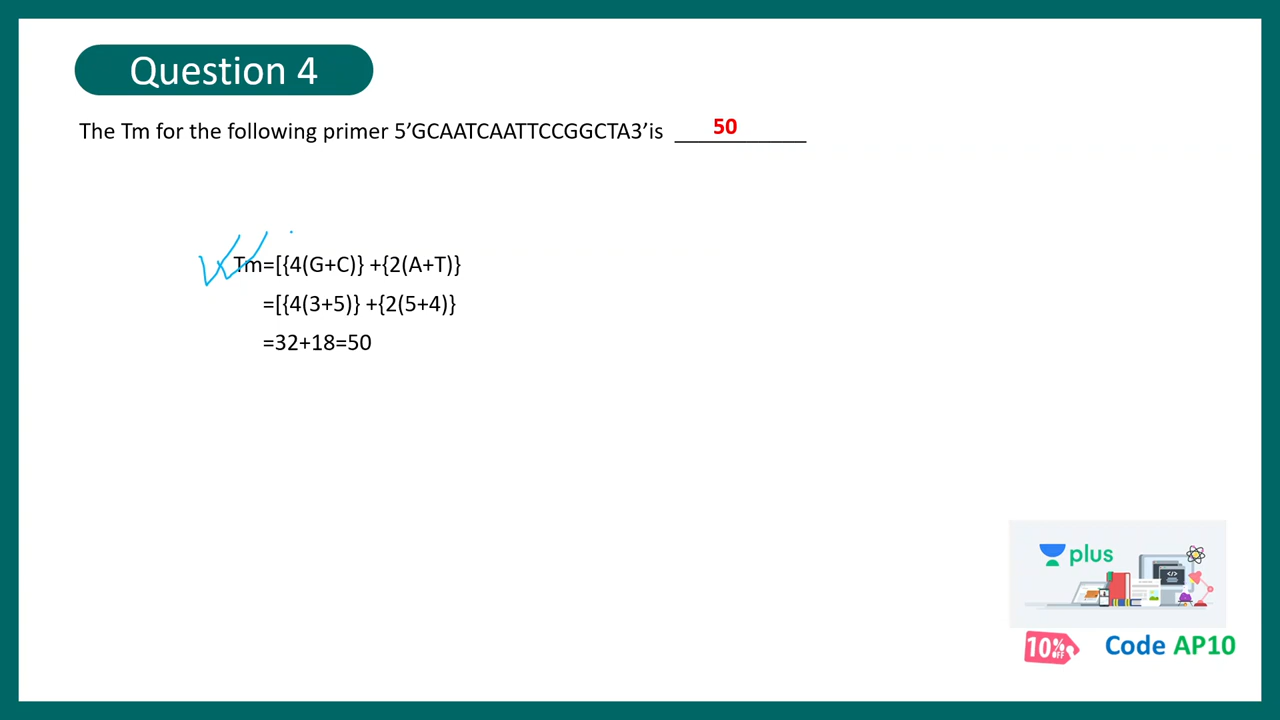 Question 4
The Tm for the following primer 5’GCAATCAATTCCGGCTA3’is 50
Tm=[{4(G+C)} +{2(A+T)}
=[{4(3+5)} +{2(5+4)}
=32+18=50
plus
10% OFF Code AP10